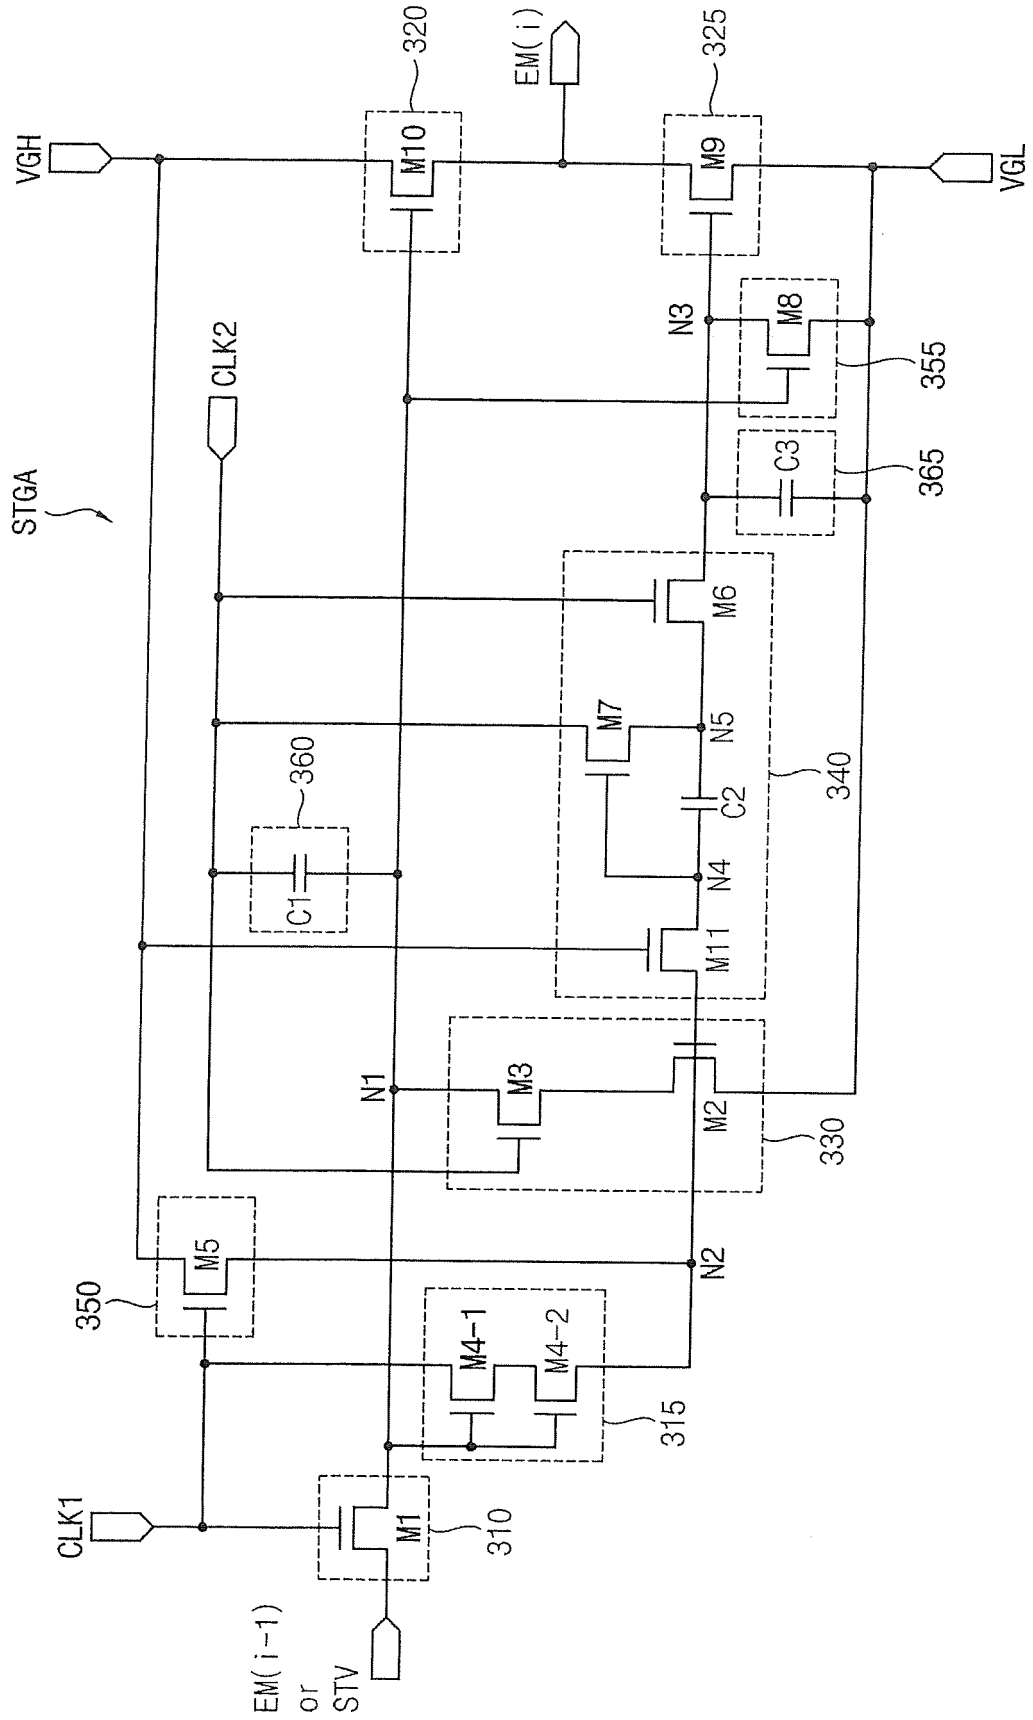 STGA
CLK1
EM(i-1)
or
STV
310
M1
350
M5
315
M4-1
M4-2
N1
N2
330
M3
M2
340
M11
N4
C2
N5
M7
M6
360
C1
CLK2
365
C3
355
M8
N3
VGH
320
M10
EM(i)
325
M9
VGL